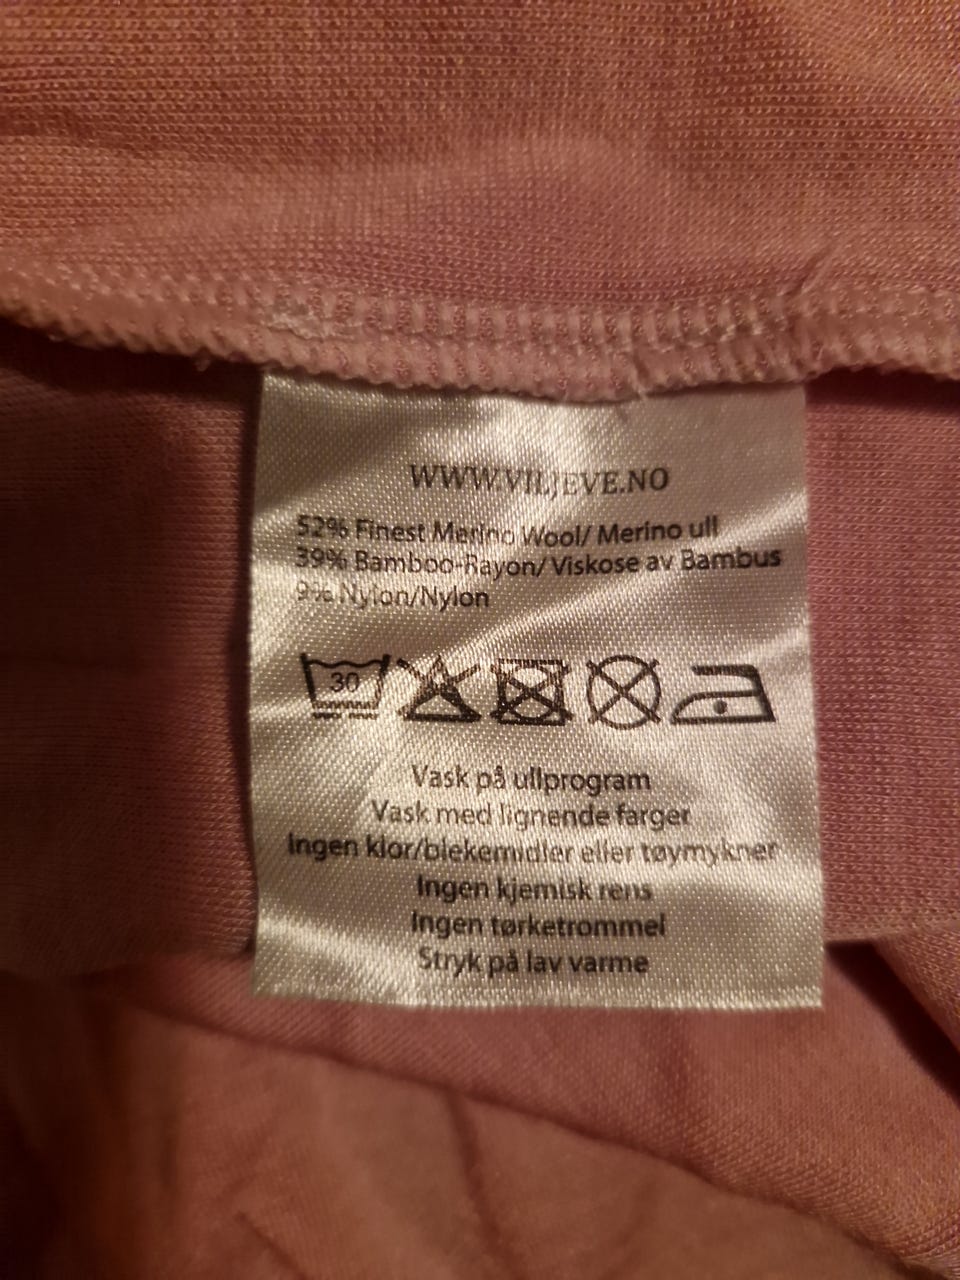 WWW.VILJEVE.NO
52% Finest Merino Wool/ Merino ull
39% Bamboo-Rayon/ Viskose av Bambus
9% Nylon/Nylon
30
Vask på ullprogram
Vask med lignende farger
Ingen klor/blekemidler eller tøymykner
Ingen kjemisk rens
Ingen tørketrommel
Stryk på lav varme